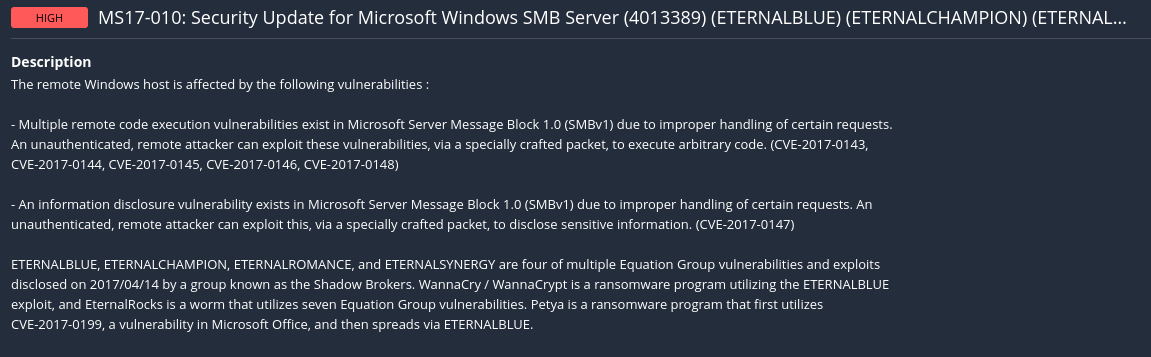 HIGH
MS17-010: Security Update for Microsoft Windows SMB Server (4013389) (ETERNALBLUE) (ETERNALCHAMPION) (ETERNAL...
Description
The remote Windows host is affected by the following vulnerabilities :
- Multiple remote code execution vulnerabilities exist in Microsoft Server Message Block 1.0 (SMBv1) due to improper handling of certain requests.
An unauthenticated, remote attacker can exploit these vulnerabilities, via a specially crafted packet, to execute arbitrary code. (CVE-2017-0143,
CVE-2017-0144, CVE-2017-0145, CVE-2017-0146, CVE-2017-0148)
- An information disclosure vulnerability exists in Microsoft Server Message Block 1.0 (SMBv1) due to improper handling of certain requests. An
unauthenticated, remote attacker can exploit this, via a specially crafted packet, to disclose sensitive information. (CVE-2017-0147)
ETERNALBLUE, ETERNALCHAMPION, ETERNALROMANCE, and ETERNALSYNERGY are four of multiple Equation Group vulnerabilities and exploits
disclosed on 2017/04/14 by a group known as the Shadow Brokers. WannaCry / WannaCrypt is a ransomware program utilizing the ETERNALBLUE
exploit, and EternalRocks is a worm that utilizes seven Equation Group vulnerabilities. Petya is a ransomware program that first utilizes
CVE-2017-0199, a vulnerability in Microsoft Office, and then spreads via ETERNALBLUE.